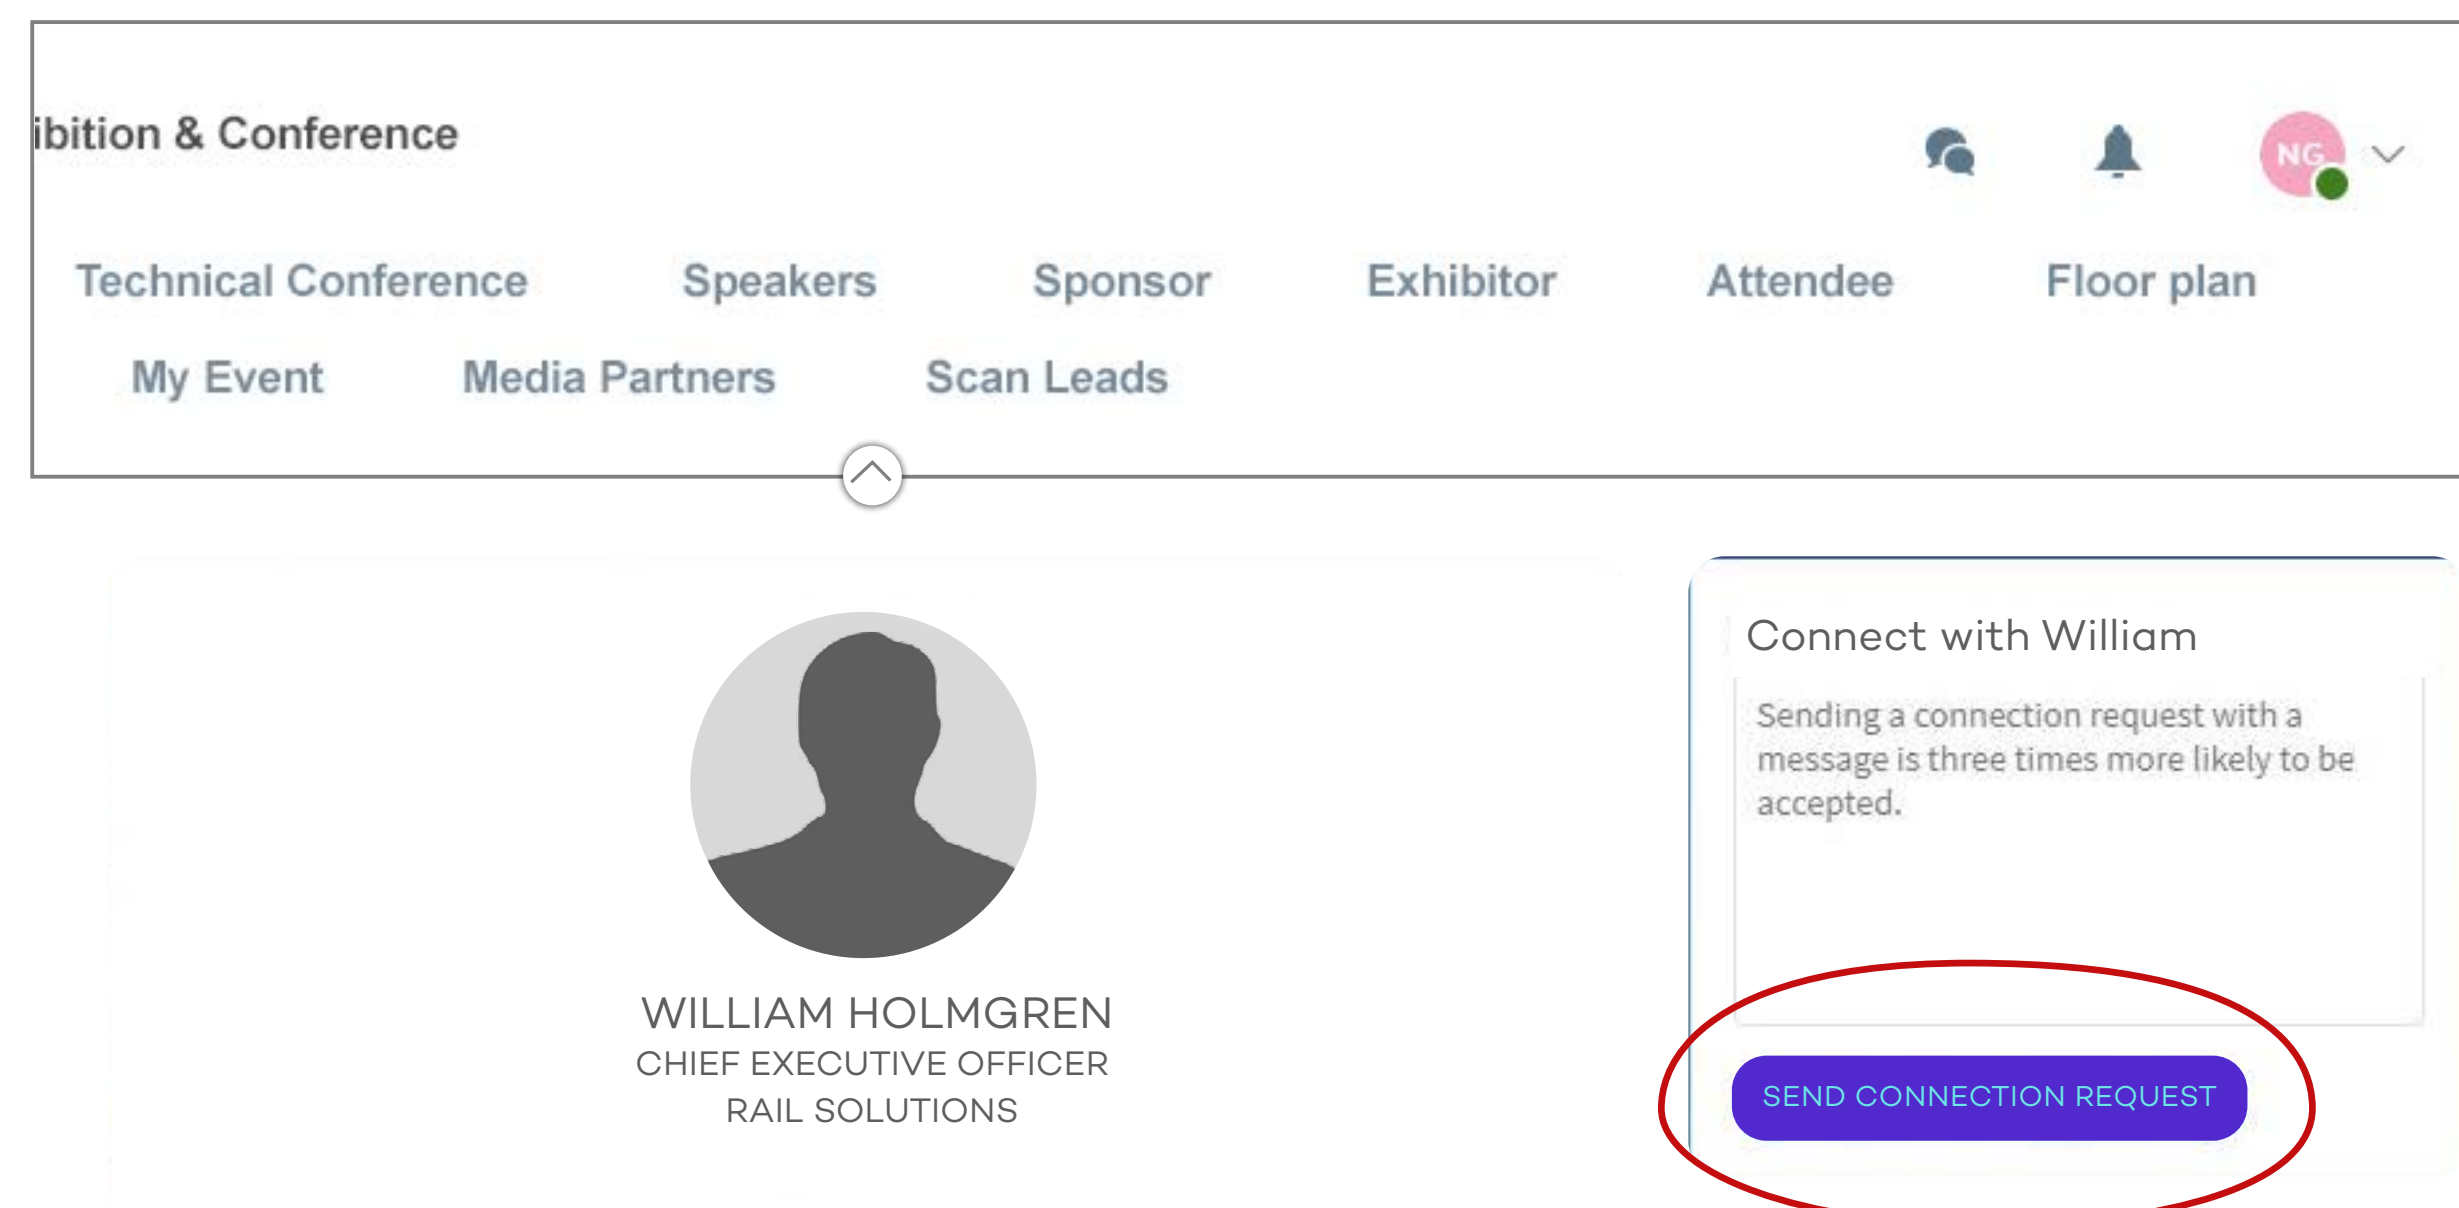 ibition & Conference
NG
Technical Conference Speakers Sponsor Exhibitor Attendee Floor plan
My Event Media Partners Scan Leads
WILLIAM HOLMGREN
CHIEF EXECUTIVE OFFICER
RAIL SOLUTIONS
Connect with William
Sending a connection request with a
message is three times more likely to be
accepted.
SEND CONNECTION REQUEST